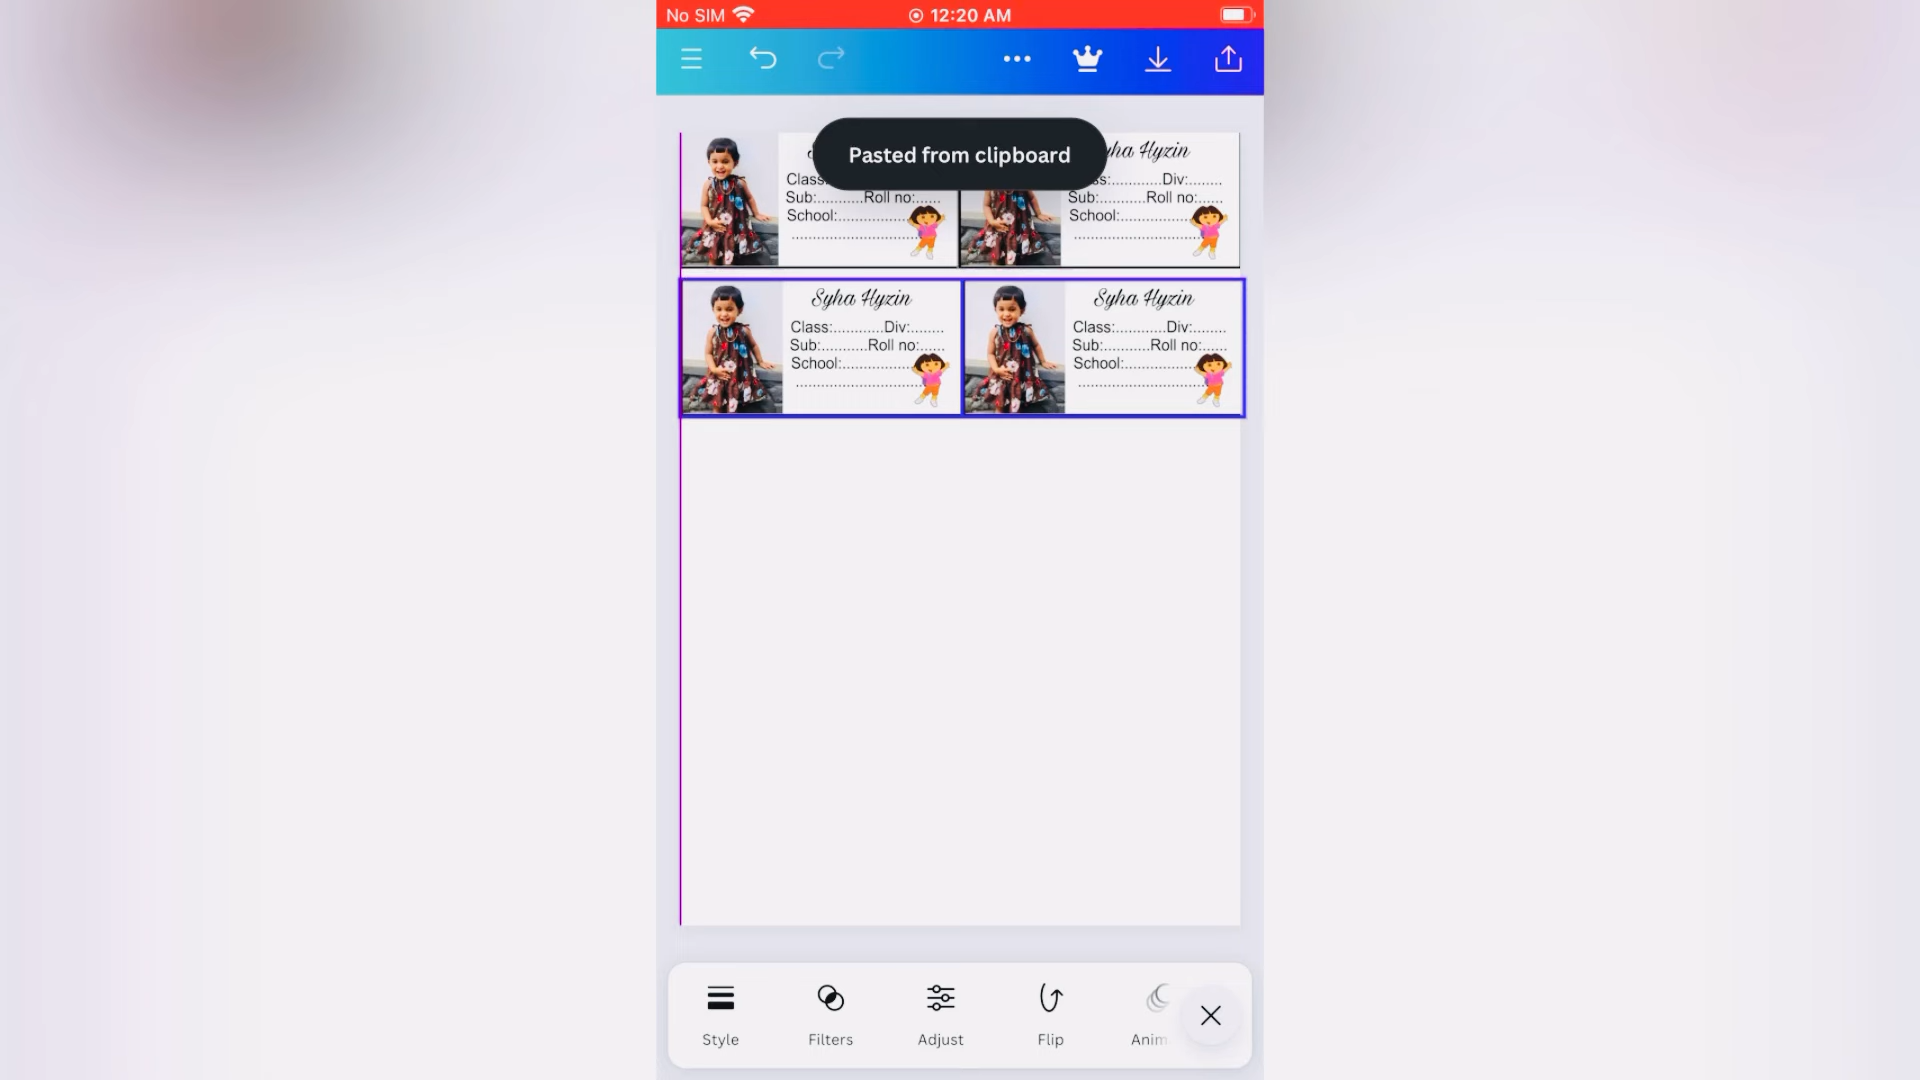 No SIM 12:20 AM
Pasted from clipboard
Class:
Sub:...........Roll no:......
School:.................
................................
yha Hyzin
ss:............Div:........
Sub:...........Roll no:......
School:.................
................................
Syha Hyzin
Class:............Div:........
Sub:...........Roll no:......
School:.................
................................
Syha Hyzin
Class:............Div:........
Sub:...........Roll no:......
School:.................
................................
Style Filters Adjust Flip Anim